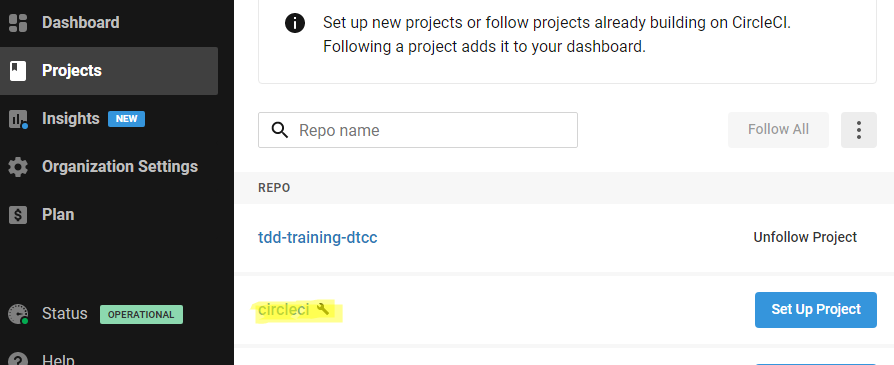 Dashboard
Projects
Insights NEW
Organization Settings
Plan
Status OPERATIONAL
Help
Set up new projects or follow projects already building on CircleCI.
Following a project adds it to your dashboard.
Repo name
Follow All
REPO
tdd-training-dtcc
Unfollow Project
circleci
Set Up Project